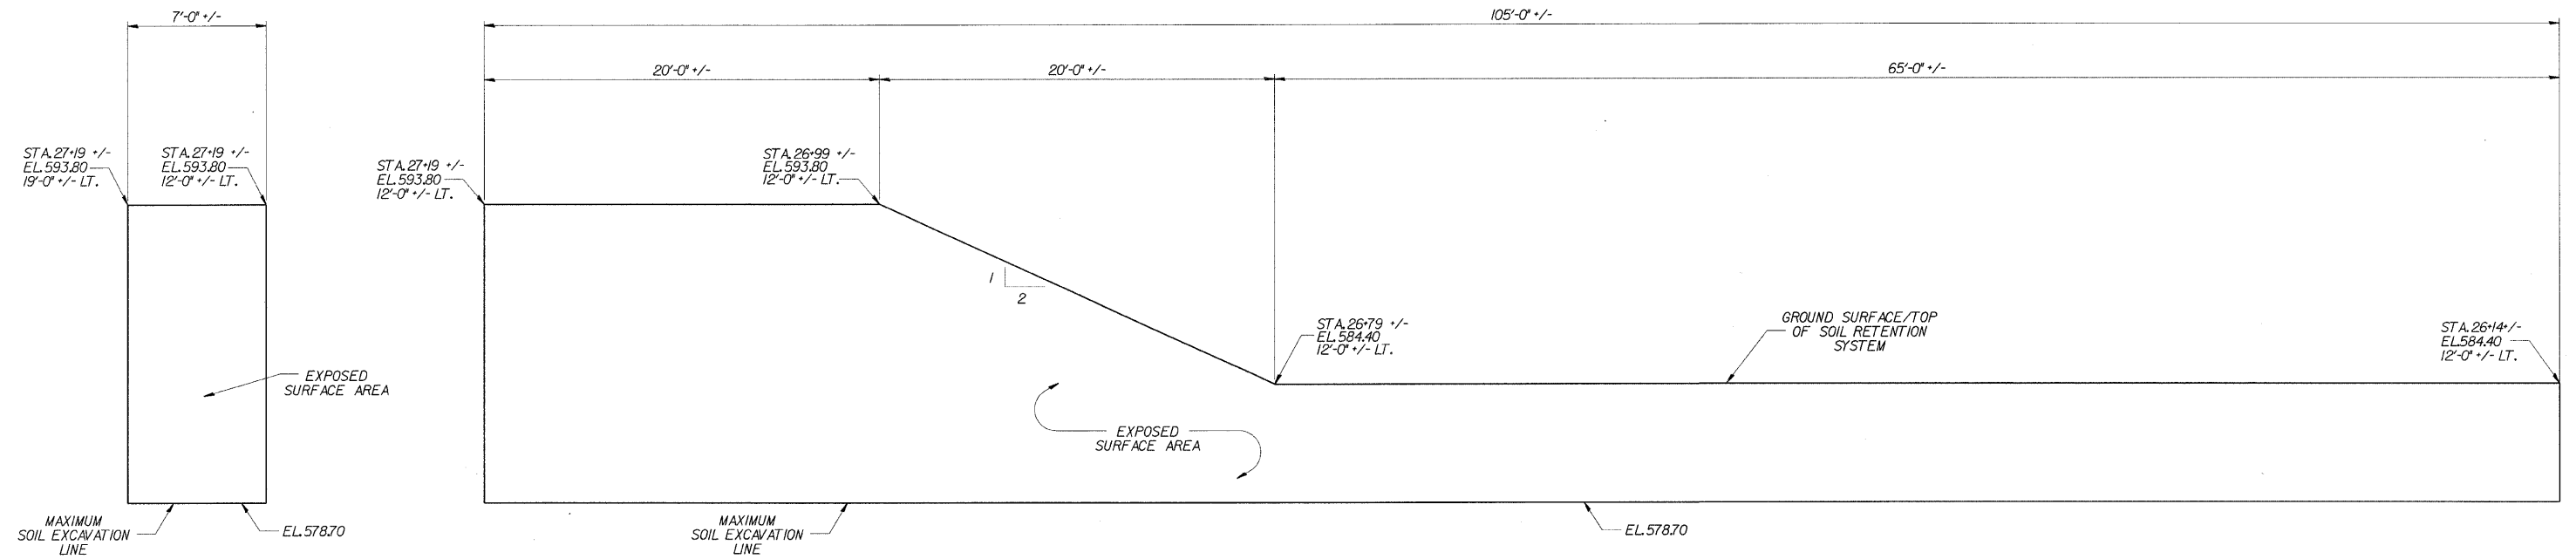 7'-0" +/-
105'-0" +/-
20'-0" +/-
20'-0" +/-
65'-0" +/-
STA.27+19 +/-
EL.593.80
19'-0" +/- LT.
STA.27+19 +/-
EL.593.80
12'-0" +/- LT.
STA.27+19 +/-
EL.593.80
12'-0" +/- LT.
STA.26+99 +/-
EL.593.80
12'-0" +/- LT.
1
2
STA.26+79 +/-
EL.584.40
12'-0" +/- LT.
GROUND SURFACE/TOP
OF SOIL RETENTION
SYSTEM
STA.26+14+/-
EL.584.40
12'-0" +/- LT.
EXPOSED
SURFACE AREA
EXPOSED
SURFACE AREA
MAXIMUM
SOIL EXCAVATION
LINE
EL.578.70
MAXIMUM
SOIL EXCAVATION
LINE
EL.578.70